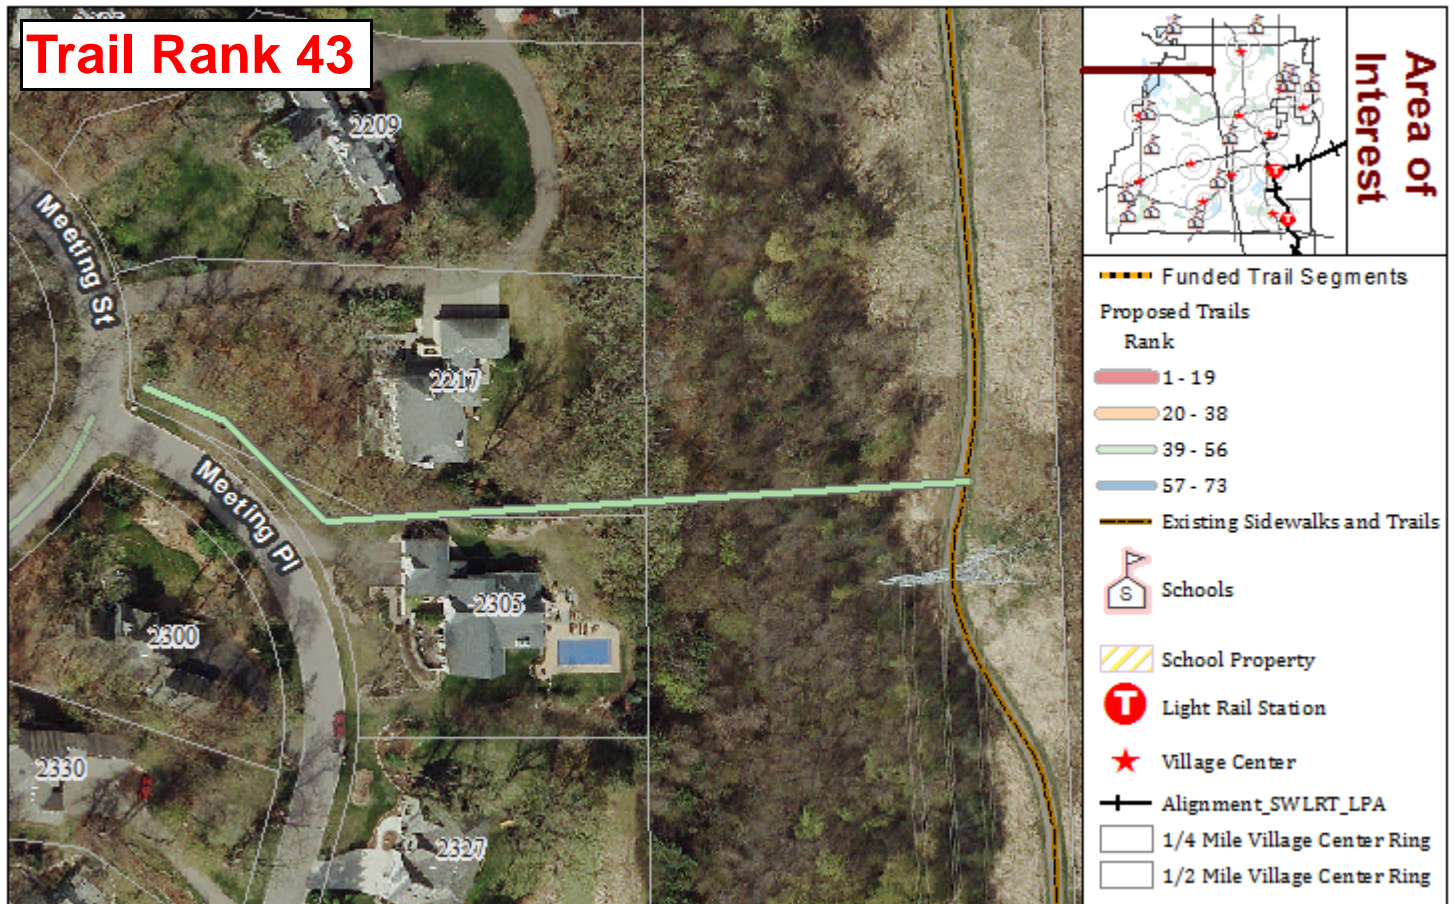 Trail Rank 43
2209
Meeting St
2217
Meeting Pl
2305
2300
2330
2327
Area of
Interest
T
T
Funded Trail Segments
Proposed Trails
Rank
1 - 19
20 - 38
39 - 56
57 - 73
Existing Sidewalks and Trails
S
Schools
School Property
T
Light Rail Station
Village Center
Alignment_SWLRT_LPA
1/4 Mile Village Center Ring
1/2 Mile Village Center Ring